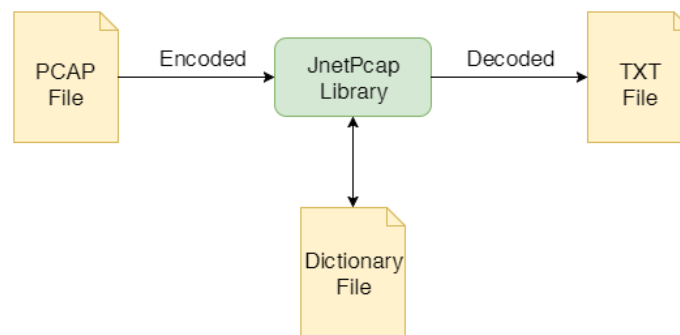 PCAP
File
Encoded
JnetPcap
Library
Decoded
TXT
File
Dictionary
File